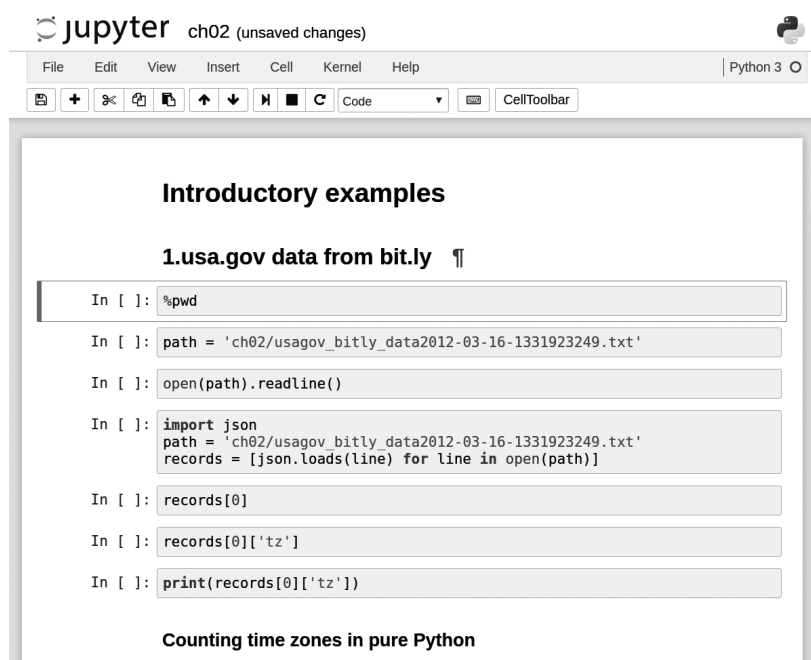 jupyter ch02 (unsaved changes)
File Edit View Insert Cell Kernel Help Python 3
Code CellToolbar
Introductory examples
1.usa.gov data from bit.ly ¶
In [ ]: %pwd
In [ ]: path = 'ch02/usagov_bitly_data2012-03-16-1331923249.txt'
In [ ]: open(path).readline()
In [ ]: import json
path = 'ch02/usagov_bitly_data2012-03-16-1331923249.txt'
records = [json.loads(line) for line in open(path)]
In [ ]: records[0]
In [ ]: records[0]['tz']
In [ ]: print(records[0]['tz'])
Counting time zones in pure Python